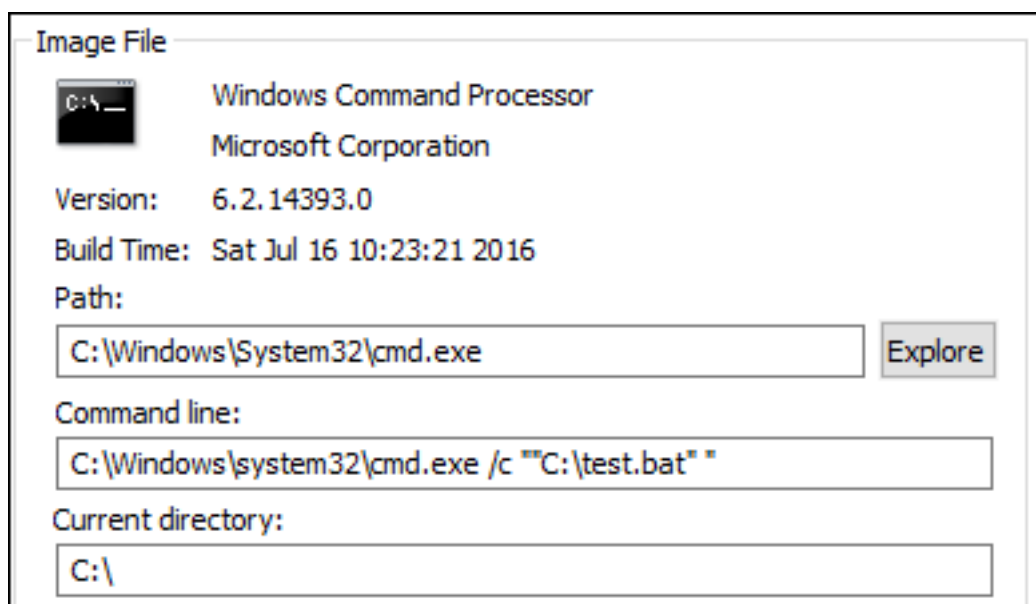 Image File
C:\
Windows Command Processor
Microsoft Corporation
Version: 6.2.14393.0
Build Time: Sat Jul 16 10:23:21 2016
Path:
C:\Windows\System32\cmd.exe Explore
Command line:
C:\Windows\system32\cmd.exe /c ""C:\test.bat" "
Current directory:
C:\